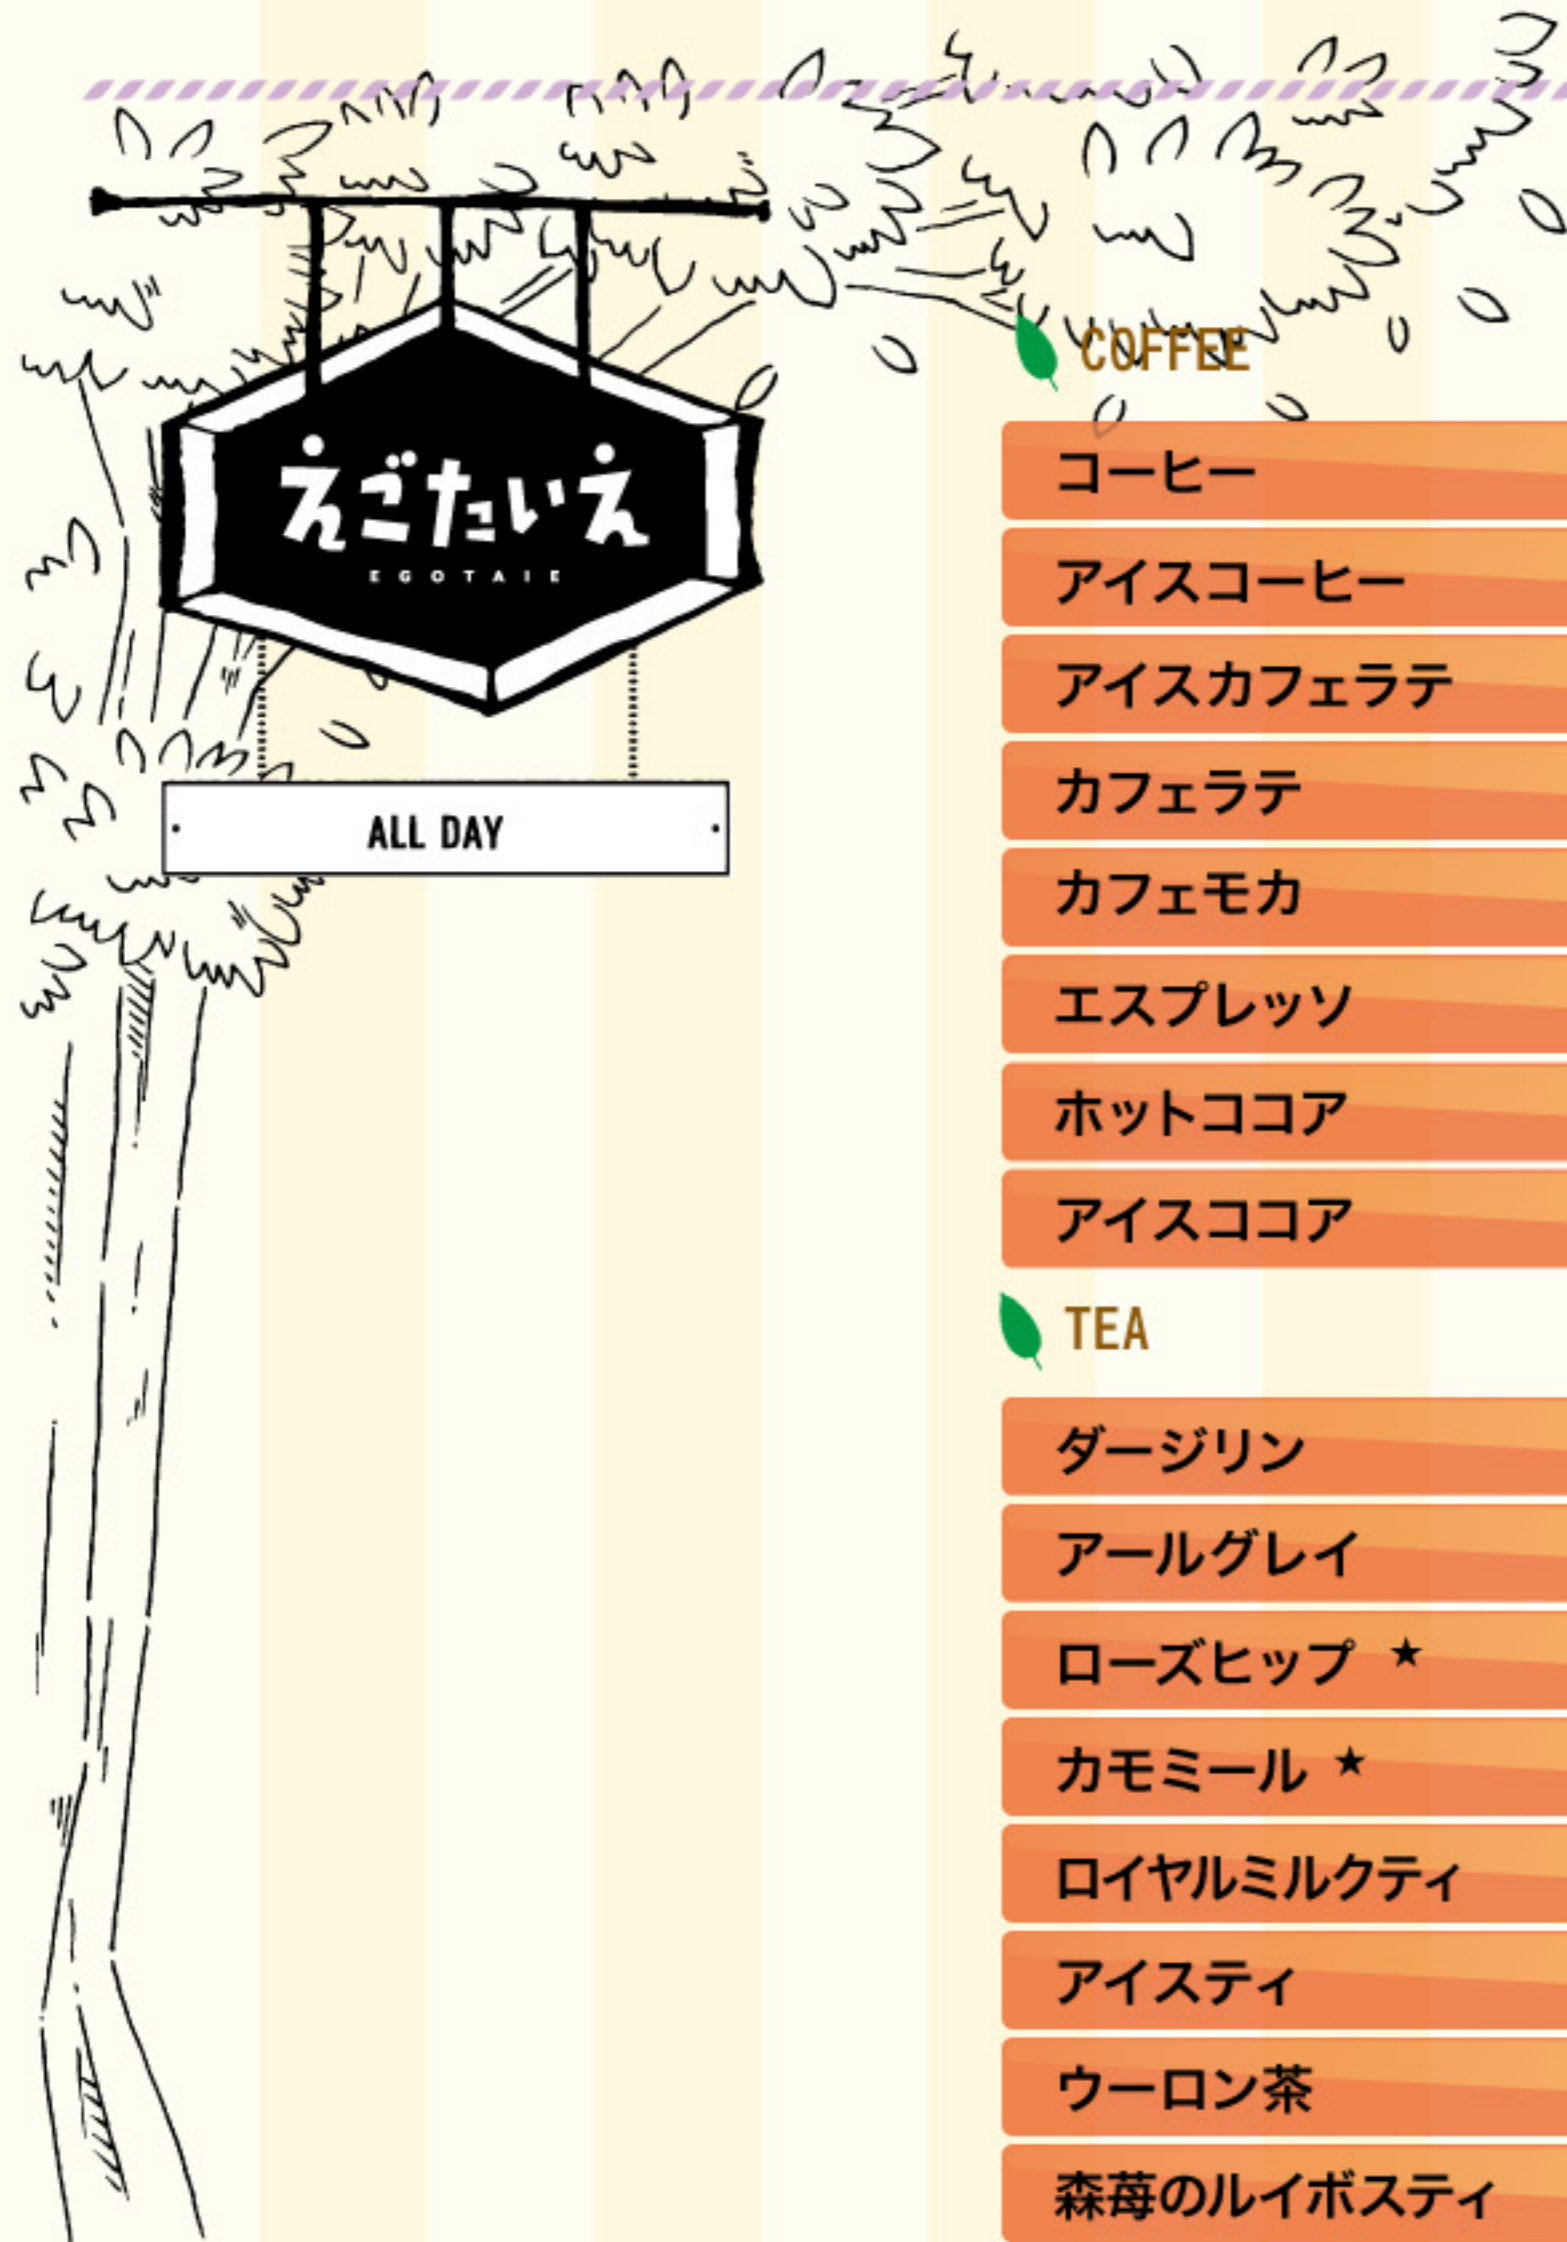 えごたいえ
EGOTAIE
ALL DAY
COFFEE
コーヒー
アイスコーヒー
アイスカフェラテ
カフェラテ
カフェモカ
エスプレッソ
ホットココア
アイスココア
TEA
ダージリン
アールグレイ
ローズヒップ ★
カモミール ★
ロイヤルミルクティ
アイスティ
ウーロン茶
森苺のルイボスティ